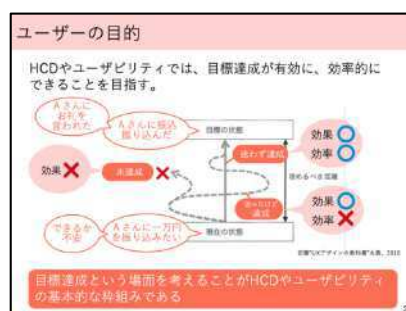 ユーザーの目的
HCDやユーザビリティでは、目標達成が有効に、効率的に
できることを目指す。
Aさんに
お礼を
言われた
Aさんに振込
振り込んだ
目標の状態
迷わず達成
効果
効率
効果
未達成
埋めるべき空間
迷ったけど
達成
効果
効率
できるか
不安
Aさんに一万円
を振り込みたい
現在の状態
目標達成という場面を考えることがHCDやユーザビリティ
の基本的な枠組みである